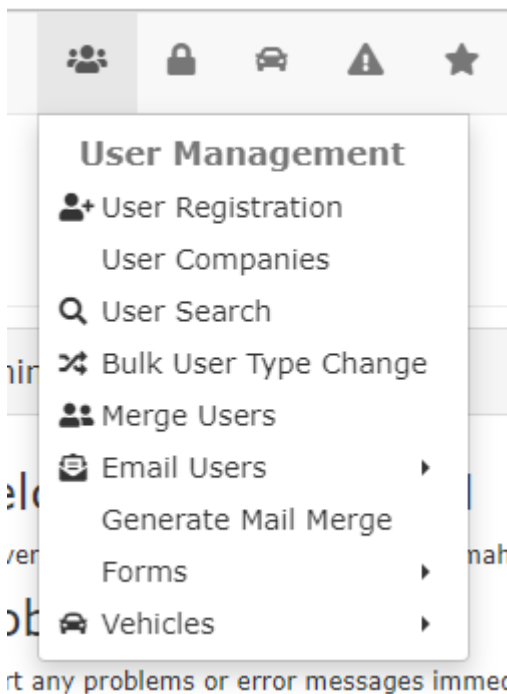 User Management
User Registration
User Companies
User Search
Bulk User Type Change
Merge Users
Email Users
Generate Mail Merge
Forms
Vehicles
rt any problems or error messages immed